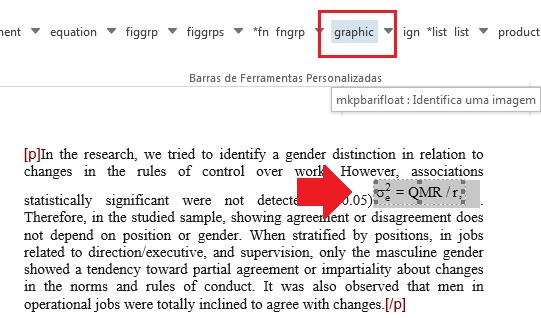 ment equation figgrp figgrps *fn fngrp graphic ign *list list product
Barras de Ferramentas Personalizadas
mkpbarifloat : Identifica uma imagem
[p]In the research, we tried to identify a gender distinction in relation to
changes in the rules of control over work. However, associations
statistically significant were not detecte 0.05) σ²ₑ = QMR / r, .
Therefore, in the studied sample, showing agreement or disagreement does
not depend on position or gender. When stratified by positions, in jobs
related to direction/executive, and supervision, only the masculine gender
showed a tendency toward partial agreement or impartiality about changes
in the norms and rules of conduct. It was also observed that men in
operational jobs were totally inclined to agree with changes.[/p]